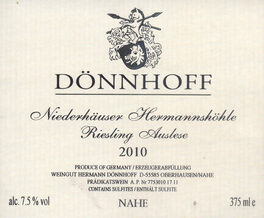 DÖNNHOFF
Niederhäuser Hermannshöhle
Riesling Auslese
2010
PRODUCE OF GERMANY / ERZEUGERABFÜLLUNG
WEINGUT HERMANN DÖNNHOFF D-55585 OBERHAUSEN/NAHE
PRÄDIKATSWEIN A. P. Nr 7753010 17 11
CONTAINS SULFITES / ENTHÄLT SULFITE
alc. 7.5 % vol
NAHE
375 ml e